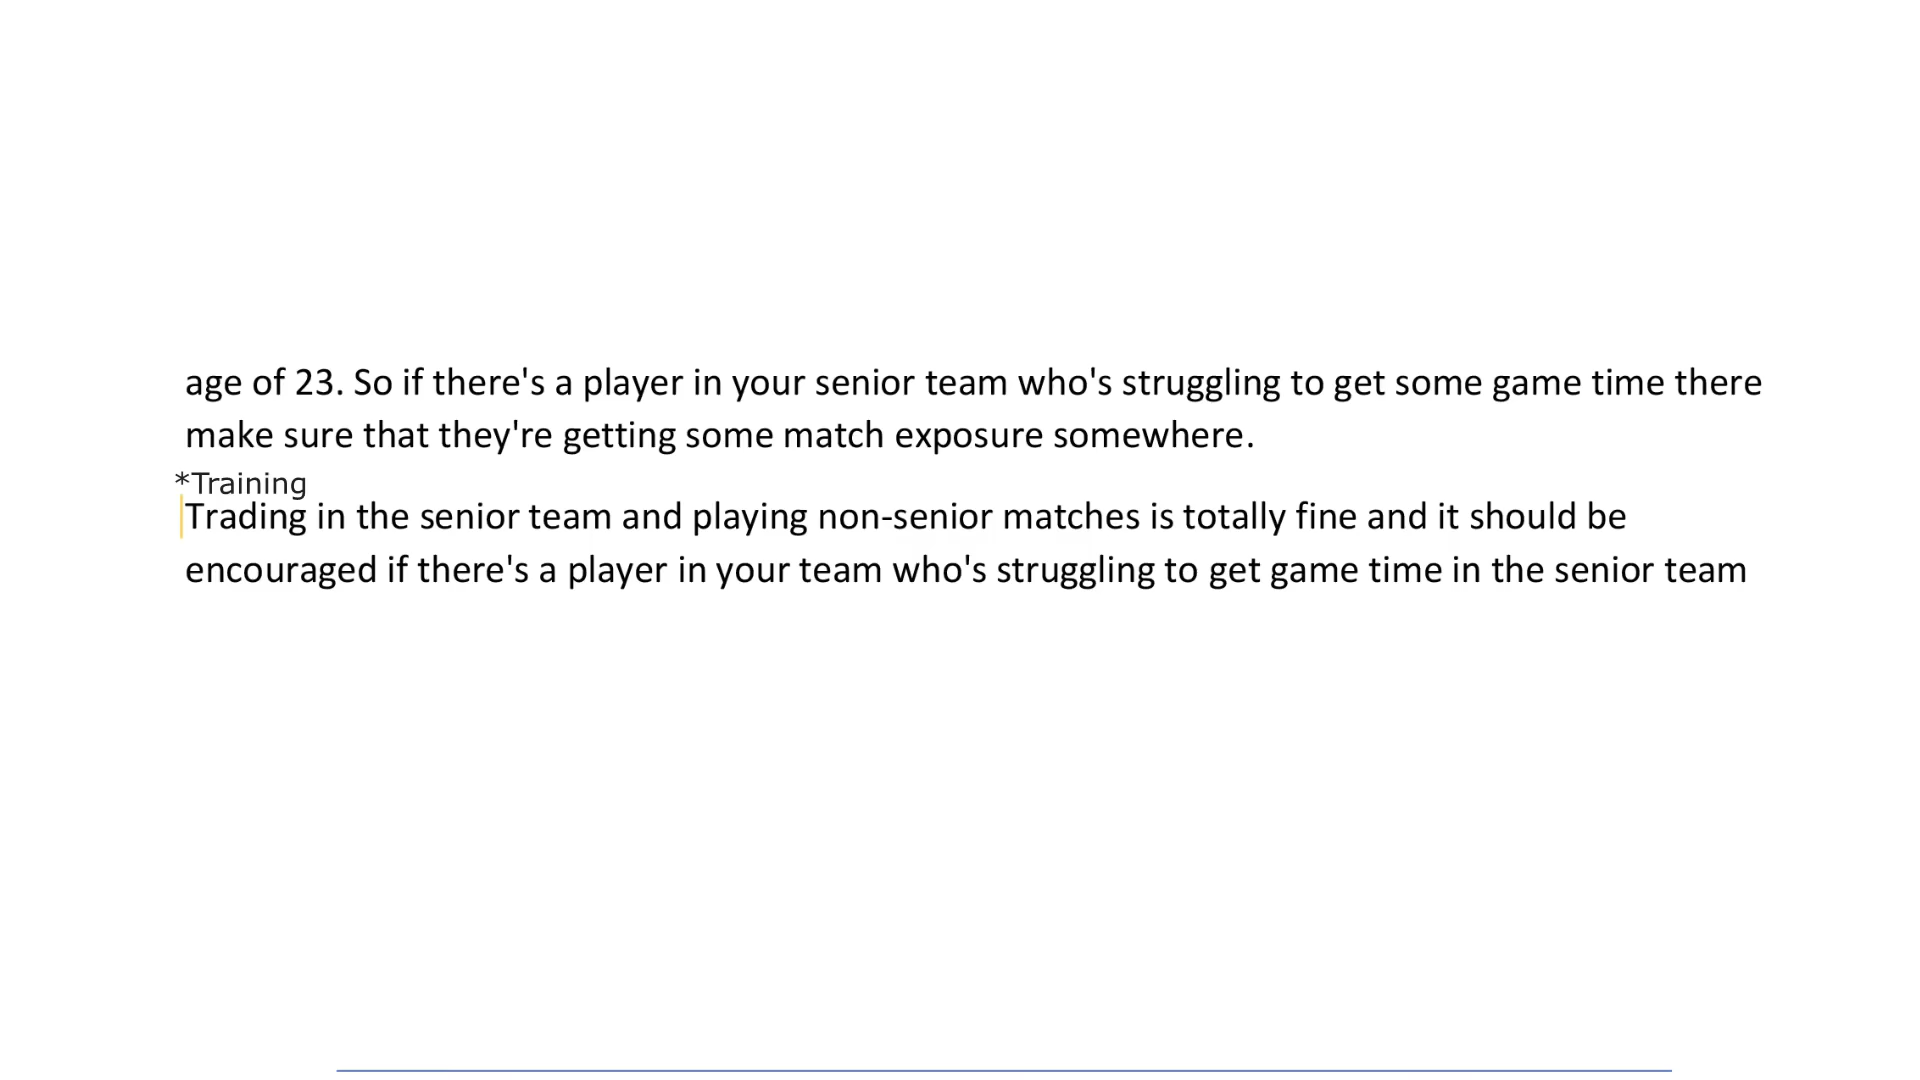 age of 23. So if there's a player in your senior team who's struggling to get some game time there
make sure that they're getting some match exposure somewhere.
*Training
Trading in the senior team and playing non-senior matches is totally fine and it should be
encouraged if there's a player in your team who's struggling to get game time in the senior team